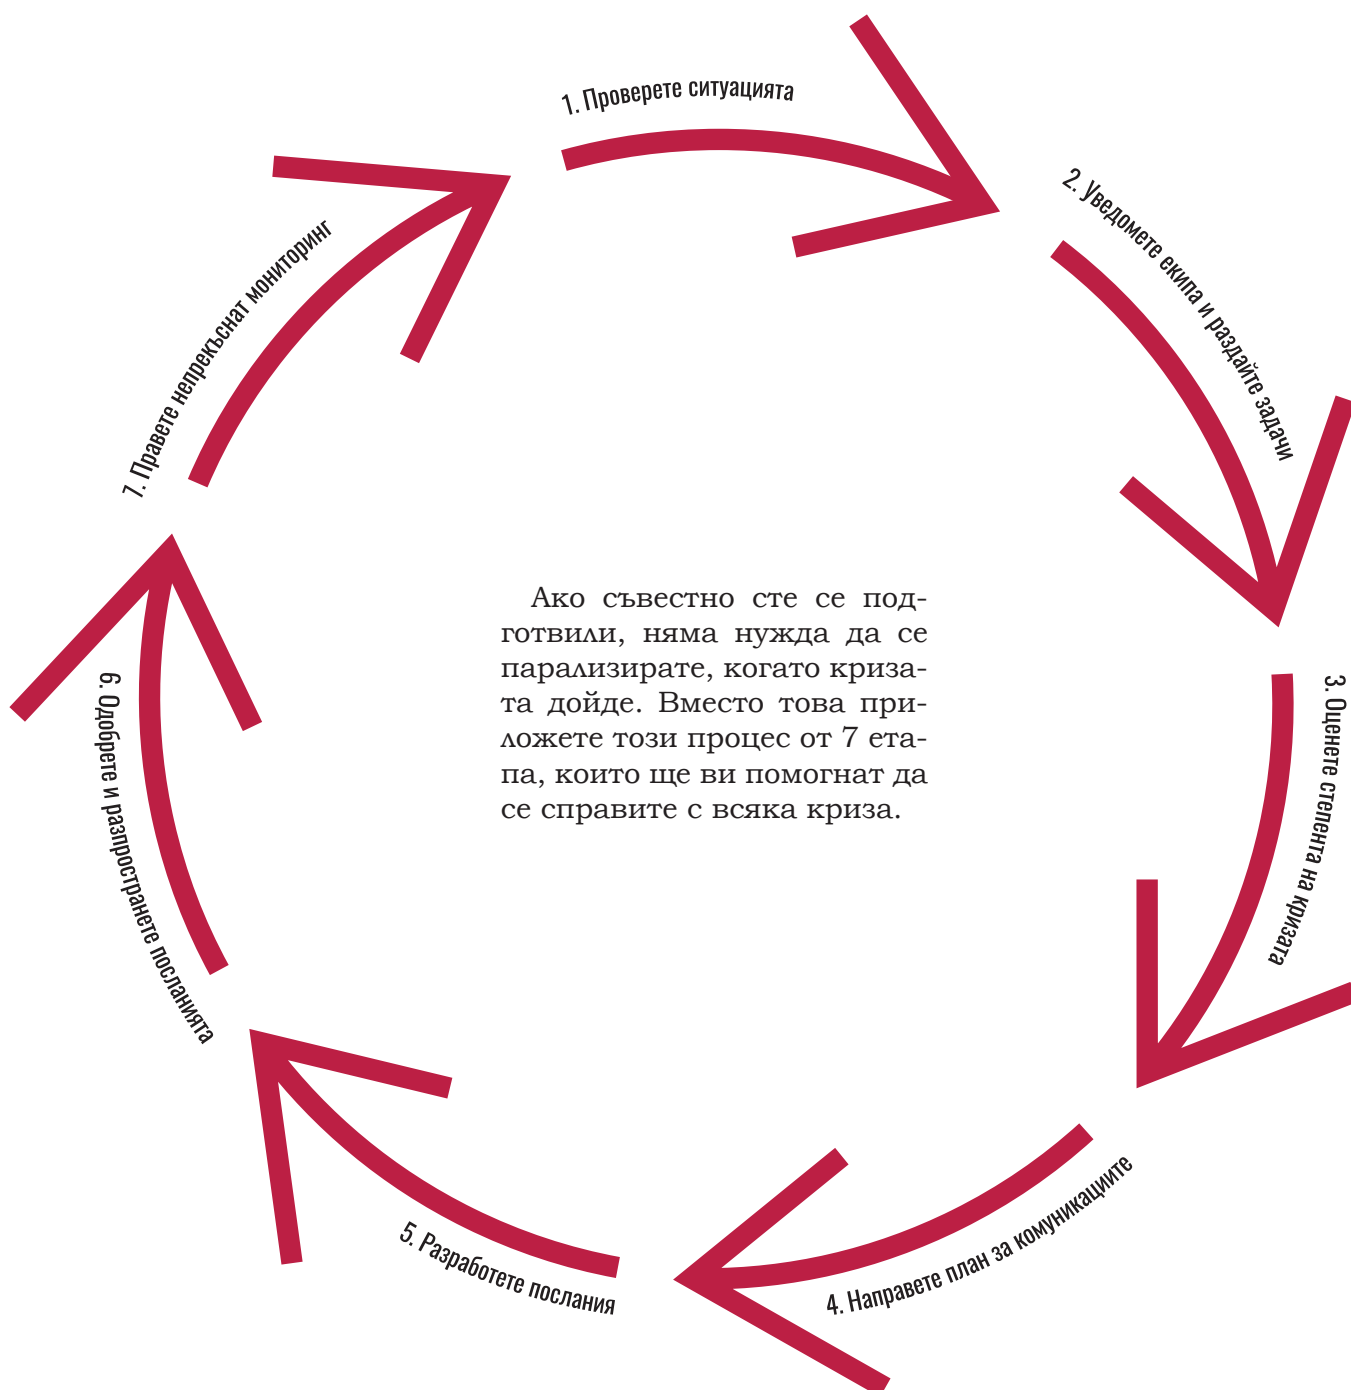 1. Проверете ситуацията
2. Уведомете екипа и раздайте задачи
3. Оценете степента на кризата
4. Направете план за комуникациите
5. Разработете послания
6. Одобрете и разпространете посланията
7. Правете непрекъснат мониторинг
Ако съвестно сте се под-
готвили, няма нужда да се
парализирате, когато криза-
та дойде. Вместо това при-
ложете този процес от 7 ета-
па, които ще ви помогнат да
се справите с всяка криза.